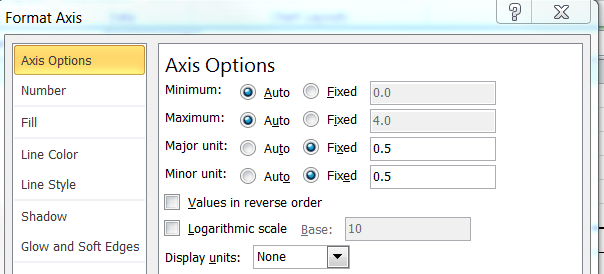 Format Axis
Axis Options
Number
Fill
Line Color
Line Style
Shadow
Glow and Soft Edges
Axis Options
Minimum: Auto Fixed 0.0
Maximum: Auto Fixed 4.0
Major unit: Auto Fixed 0.5
Minor unit: Auto Fixed 0.5
Values in reverse order
Logarithmic scale Base: 10
Display units: None